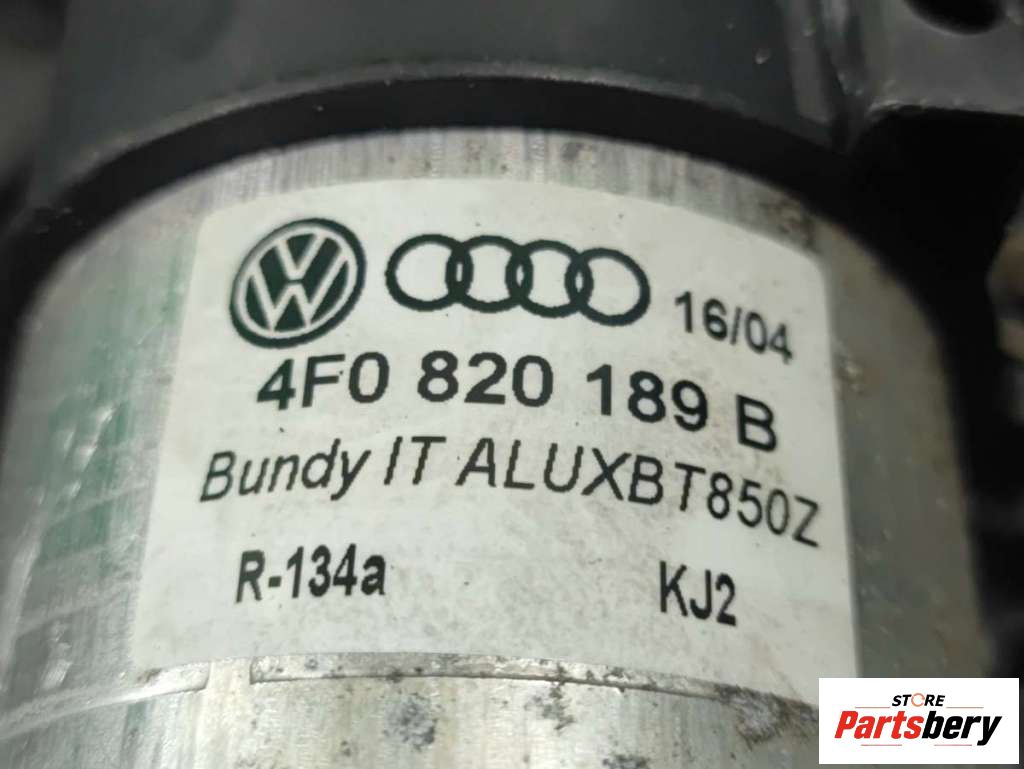 16/04
4F0 820 189 B
Bundy IT ALUXBT850Z
R-134a KJ2
STORE
Partsbery